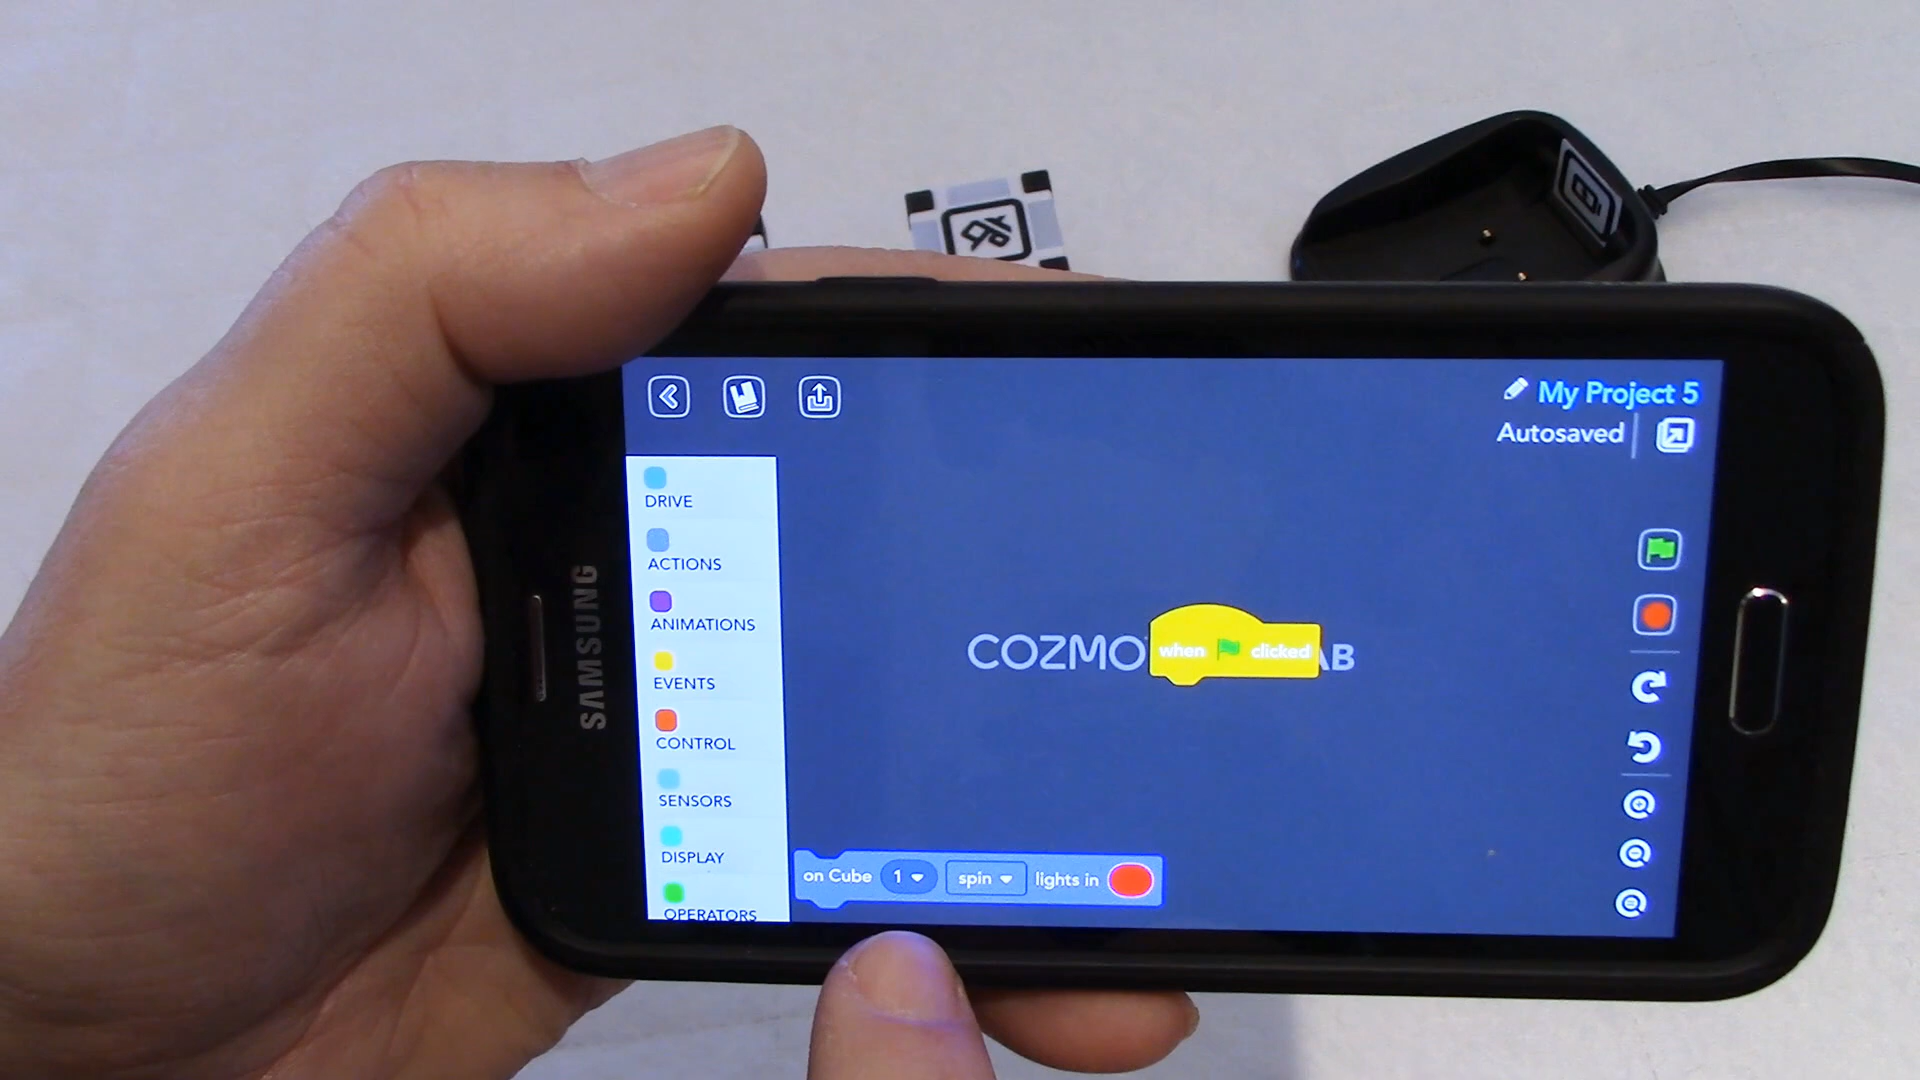 My Project 5
Autosaved
DRIVE
ACTIONS
ANIMATIONS
EVENTS
CONTROL
SENSORS
DISPLAY
OPERATORS
COZMO
AB
when clicked
on Cube 1 spin lights in
SAMSUNG